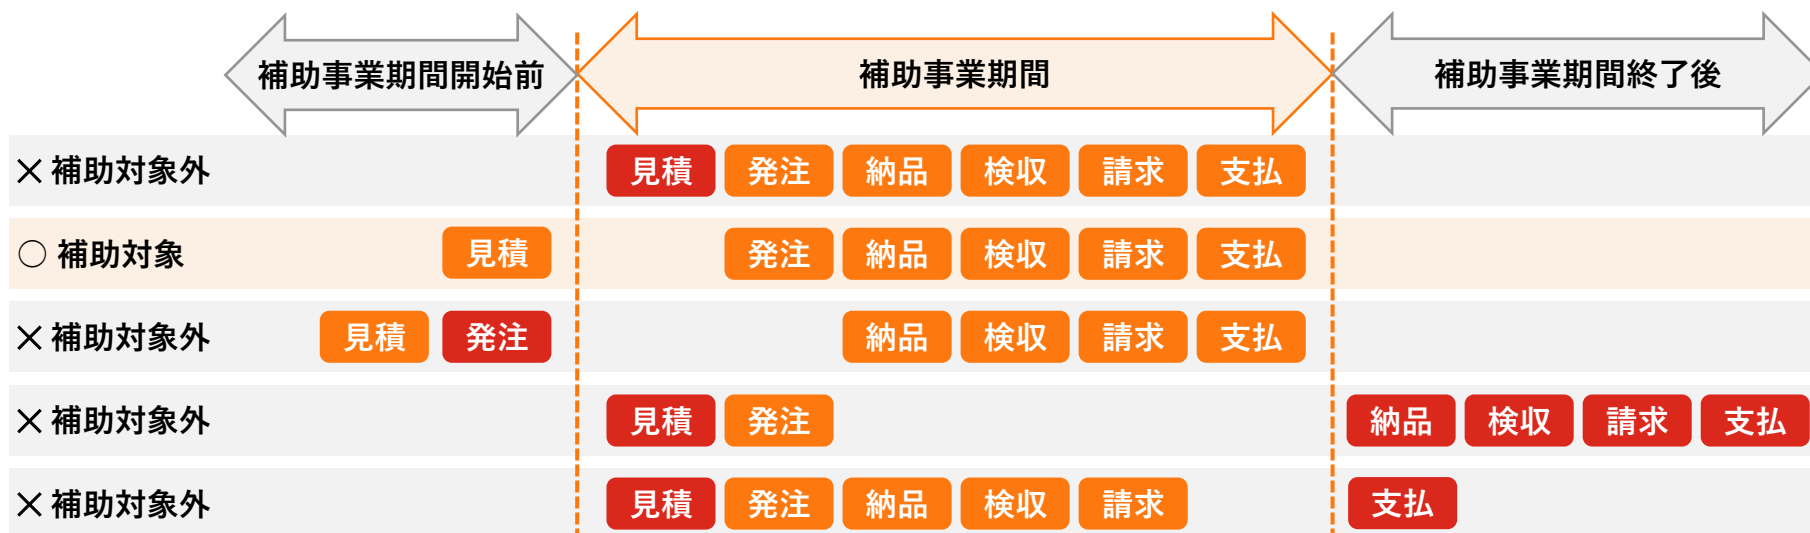 補助事業期間開始前 補助事業期間 補助事業期間終了後
× 補助対象外 見積 発注 納品 検収 請求 支払
○ 補助対象 見積 発注 納品 検収 請求 支払
× 補助対象外 見積 発注 納品 検収 請求 支払
× 補助対象外 見積 発注 納品 検収 請求 支払
× 補助対象外 見積 発注 納品 検収 請求 支払